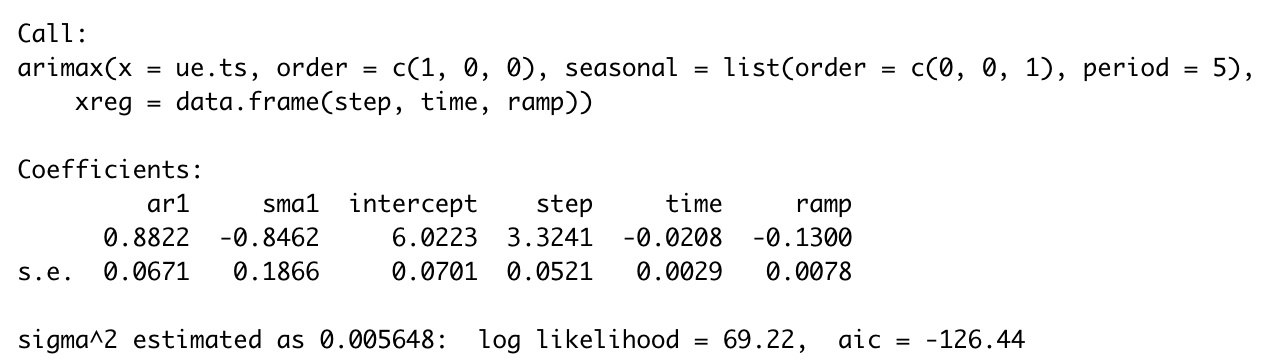 Call:
arimax(x = ue.ts, order = c(1, 0, 0), seasonal = list(order = c(0, 0, 1), period = 5),
    xreg = data.frame(step, time, ramp))

Coefficients:
         ar1     sma1  intercept    step     time     ramp
      0.8822  -0.8462     6.0223  3.3241  -0.0208  -0.1300
s.e.  0.0671   0.1866     0.0701  0.0521   0.0029   0.0078

sigma^2 estimated as 0.005648:  log likelihood = 69.22,  aic = -126.44